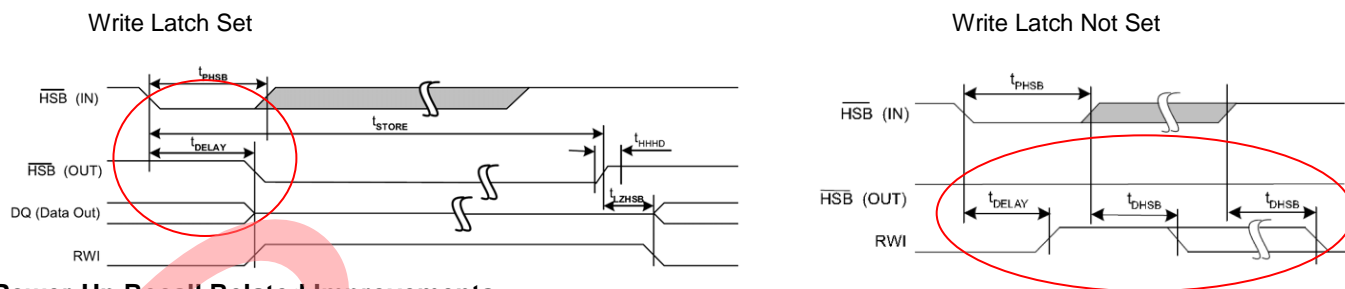 Write Latch Set
Write Latch Not Set
tPHSB
HSB (IN)
tSTORE
tDELAY
tHHHD
HSB (OUT)
tLZHSB
DQ (Data Out)
RWI
tPHSB
HSB (IN)
HSB (OUT)
tDELAY
tDHSB
tDHSB
RWI